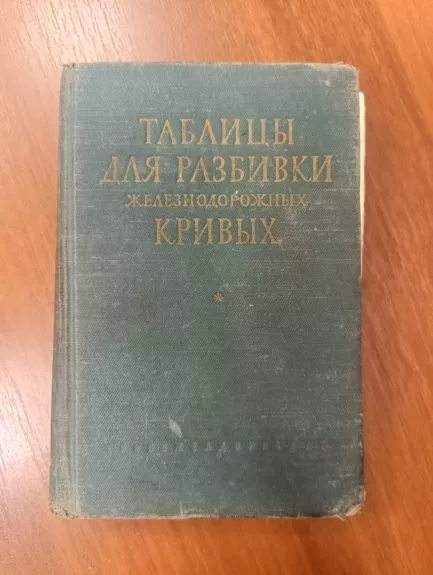 ТАБЛИЦЫ
ДЛЯ РАЗБИВКИ
ЖЕЛЕЗНОДОРОЖНЫХ
КРИВЫХ
*